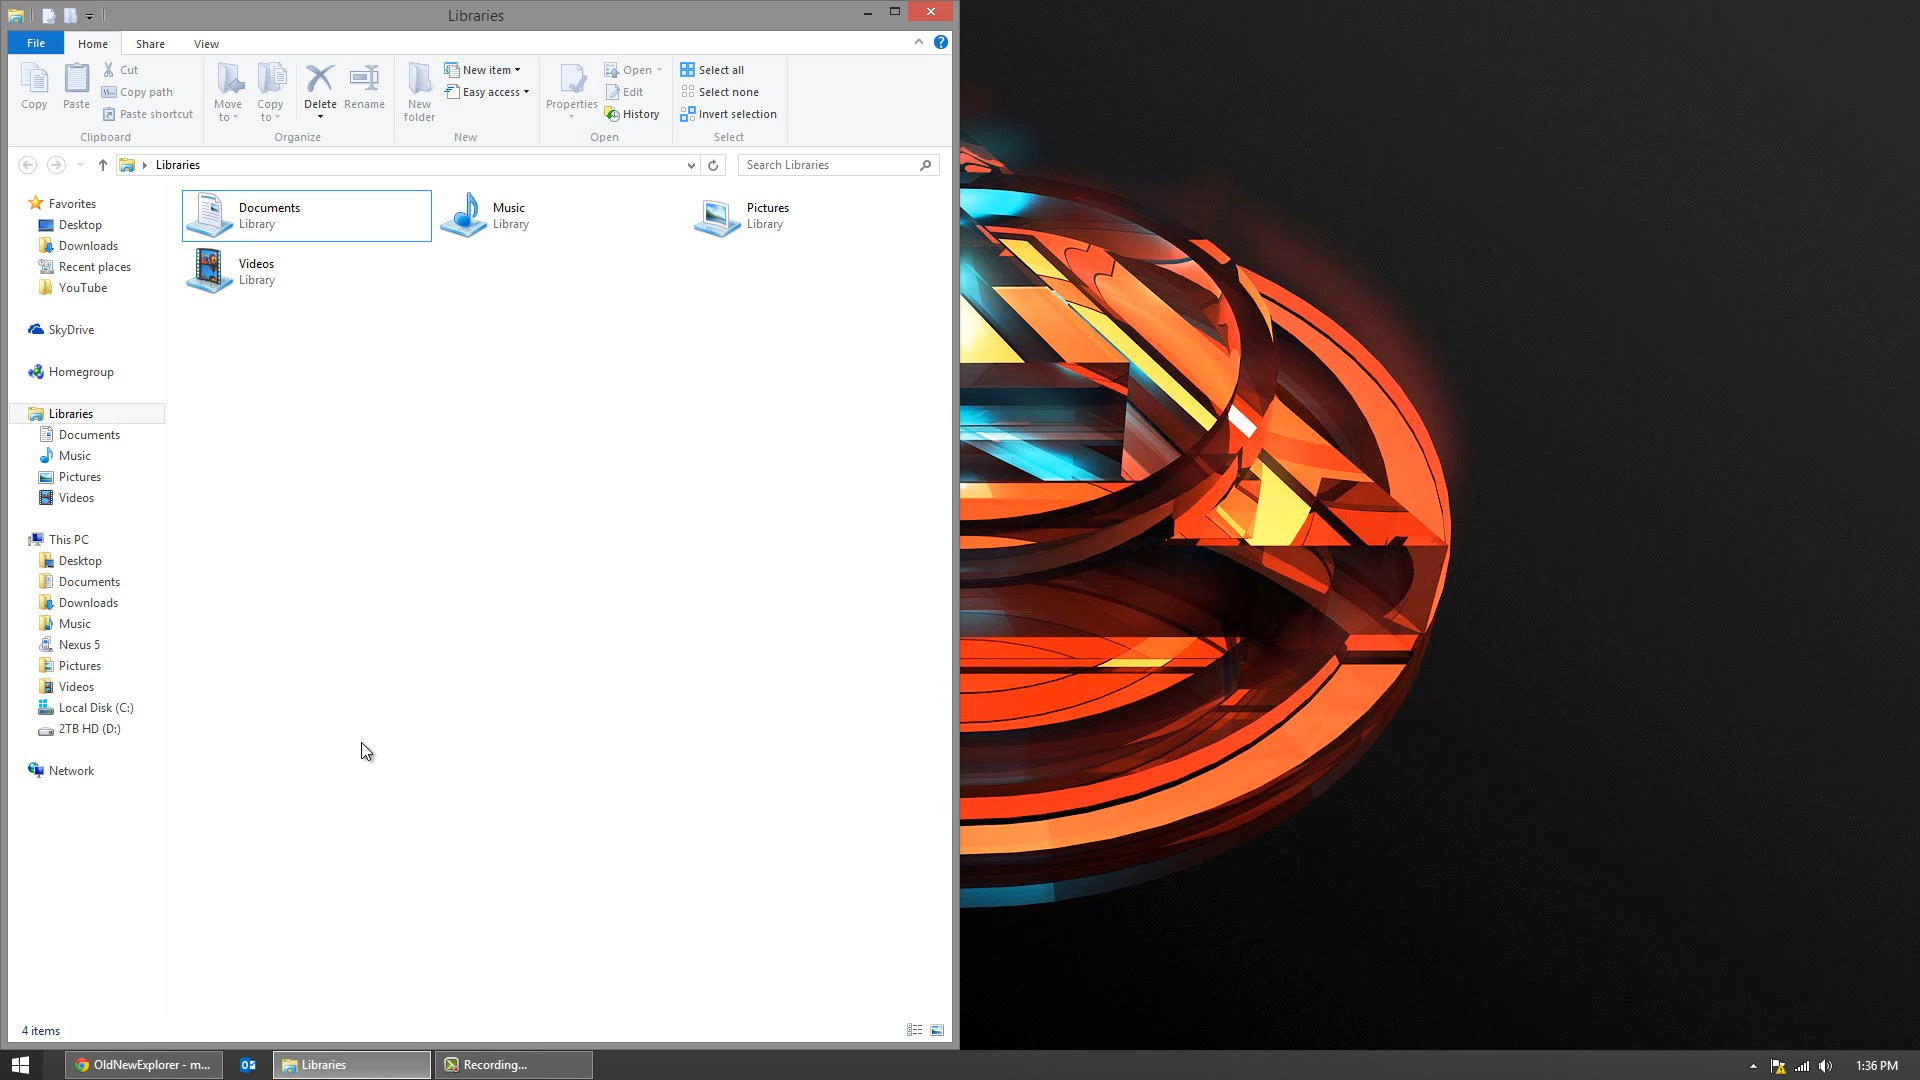 Libraries
File Home Share View
Copy
Paste
Cut
Copy path
Paste shortcut
Clipboard
Move to
Copy to
Delete
Rename
Organize
New folder
New item
Easy access
New
Properties
Open
Edit
History
Open
Select all
Select none
Invert selection
Select
Libraries
Search Libraries
Favorites
Desktop
Downloads
Recent places
YouTube
SkyDrive
Homegroup
Libraries
Documents
Music
Pictures
Videos
This PC
Desktop
Documents
Downloads
Music
Nexus 5
Pictures
Videos
Local Disk (C:)
2TB HD (D:)
Network
Documents
Library
Music
Library
Pictures
Library
Videos
Library
4 items
OldNewExplorer - m...
Libraries
Recording...
1:36 PM